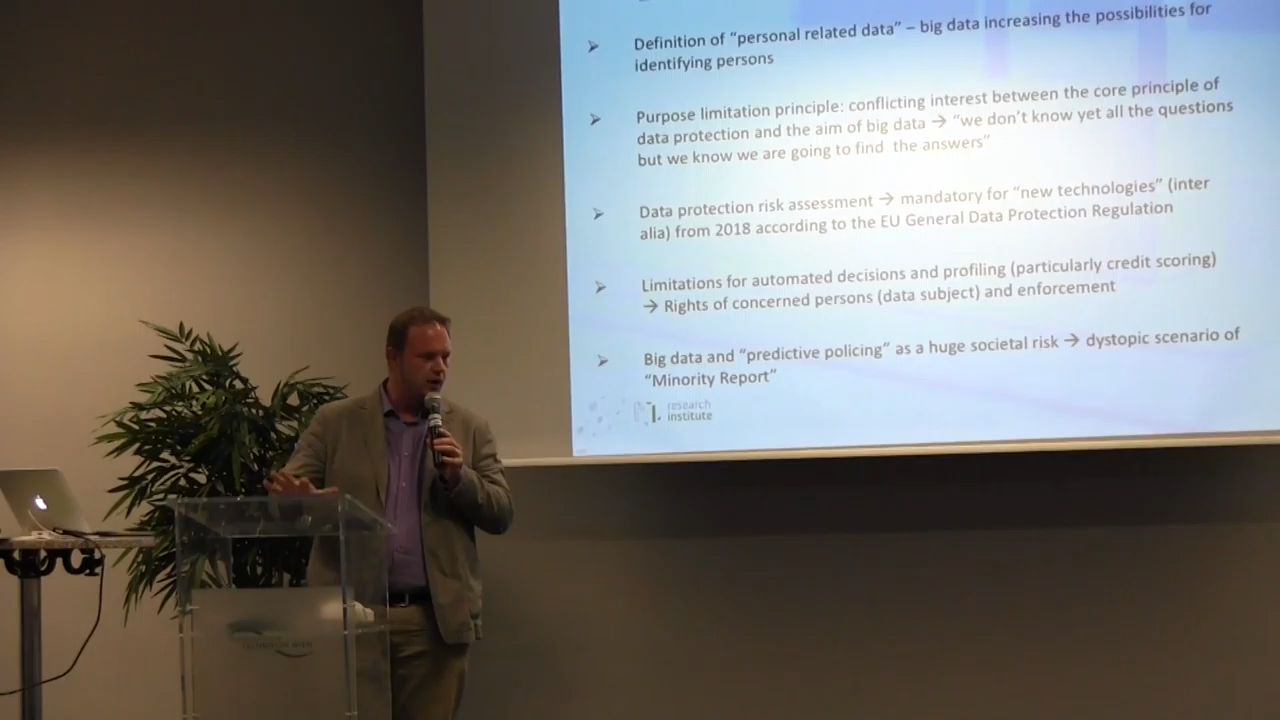 Definition of “personal related data” – big data increasing the possibilities for
identifying persons
Purpose limitation principle: conflicting interest between the core principle of
data protection and the aim of big data → “we don’t know yet all the questions
but we know we are going to find the answers”
Data protection risk assessment → mandatory for “new technologies” (inter
alia) from 2018 according to the EU General Data Protection Regulation
Limitations for automated decisions and profiling (particularly credit scoring)
→ Rights of concerned persons (data subject) and enforcement
Big data and “predictive policing” as a huge societal risk → dystopic scenario of
“Minority Report”
research
institute